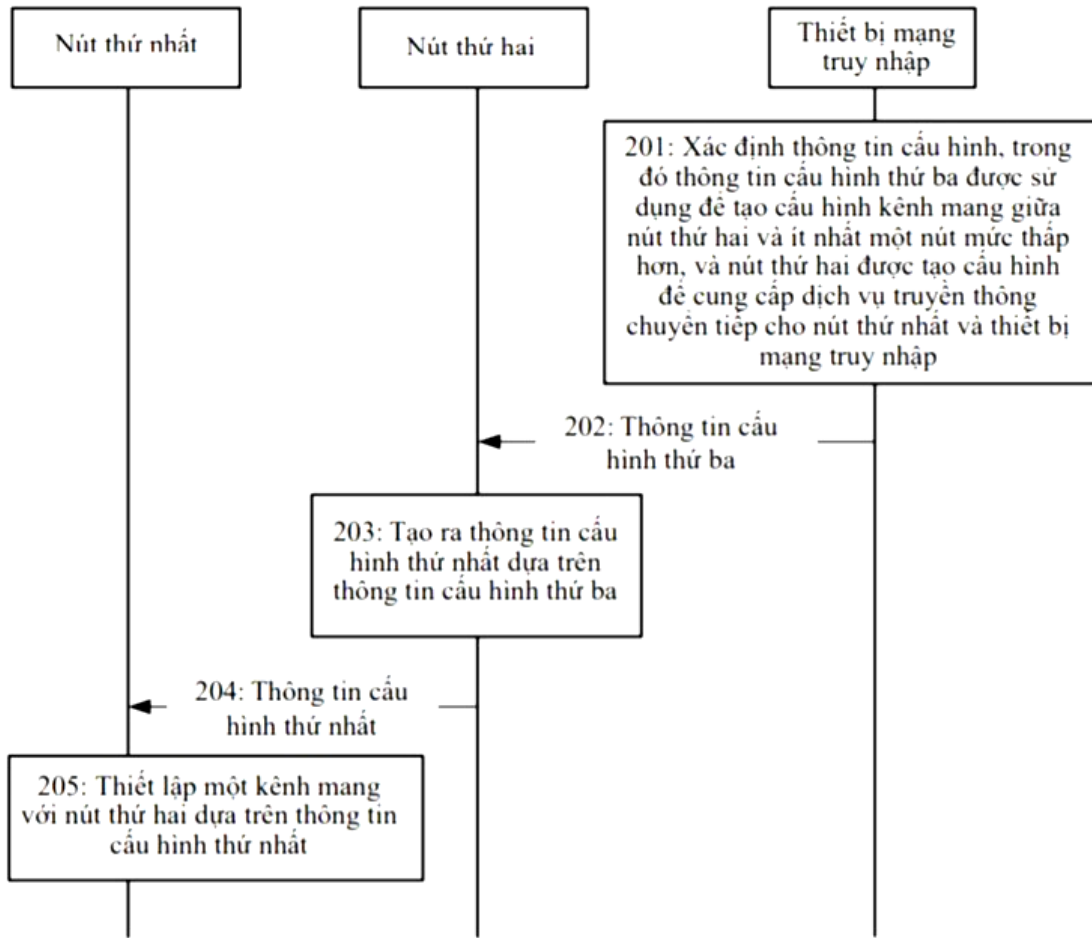 Nút thứ nhất
Nút thứ hai
Thiết bị mạng
truy nhập
201: Xác định thông tin cấu hình, trong
đó thông tin cấu hình thứ ba được sử
dụng để tạo cấu hình kênh mang giữa
nút thứ hai và ít nhất một nút mức thấp
hơn, và nút thứ hai được tạo cấu hình
để cung cấp dịch vụ truyền thông
chuyển tiếp cho nút thứ nhất và thiết bị
mạng truy nhập
202: Thông tin cấu
hình thứ ba
203: Tạo ra thông tin cấu
hình thứ nhất dựa trên
thông tin cấu hình thứ ba
204: Thông tin cấu
hình thứ nhất
205: Thiết lập một kênh mang
với nút thứ hai dựa trên thông tin
cấu hình thứ nhất